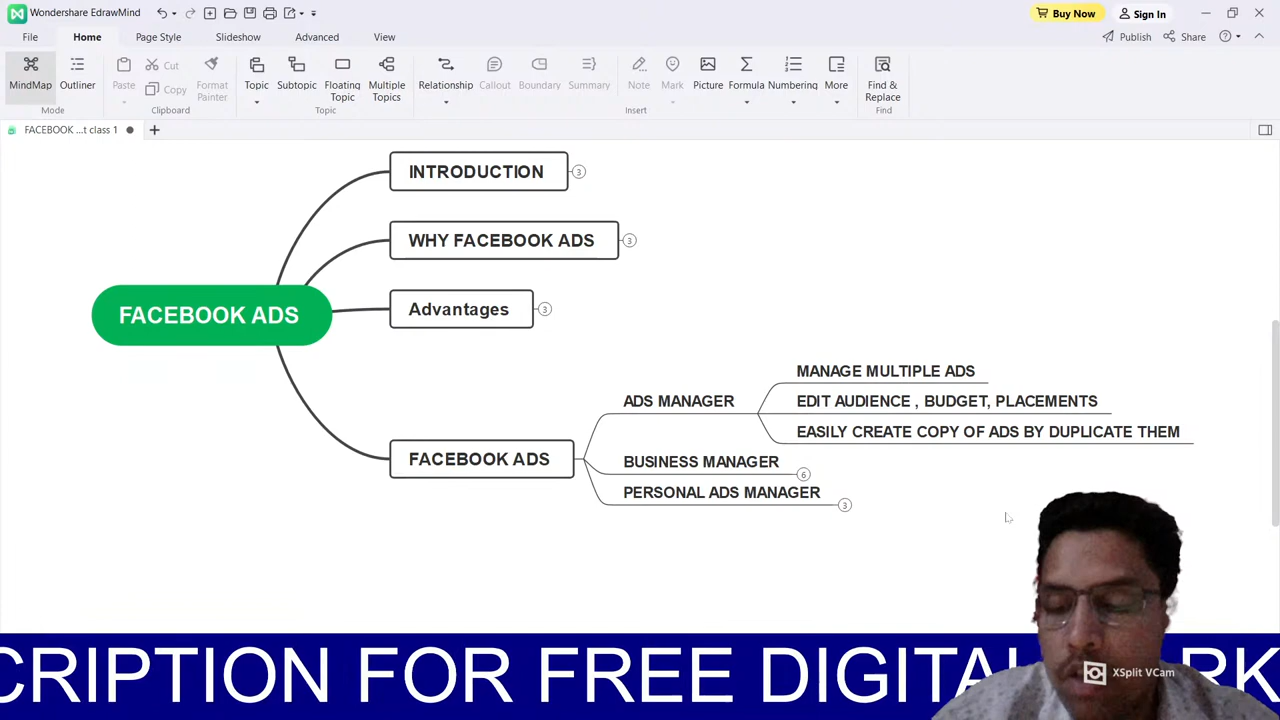 Wondershare EdrawMind
Buy Now
Sign In
File
Home
Page Style
Slideshow
Advanced
View
Publish
Share
MindMap
Outliner
Mode
Paste
Cut
Copy
Format Painter
Clipboard
Topic
Subtopic
Floating Topic
Multiple Topics
Topic
Relationship
Callout
Boundary
Summary
Note
Mark
Picture
Formula
Numbering
More
Insert
Find & Replace
Find
FACEBOOK ...t class 1
INTRODUCTION
3
WHY FACEBOOK ADS
3
FACEBOOK ADS
Advantages
3
MANAGE MULTIPLE ADS
ADS MANAGER
EDIT AUDIENCE , BUDGET, PLACEMENTS
EASILY CREATE COPY OF ADS BY DUPLICATE THEM
FACEBOOK ADS
BUSINESS MANAGER
6
PERSONAL ADS MANAGER
3
CRIPTION FOR FREE DIGITAL
XSplit VCam